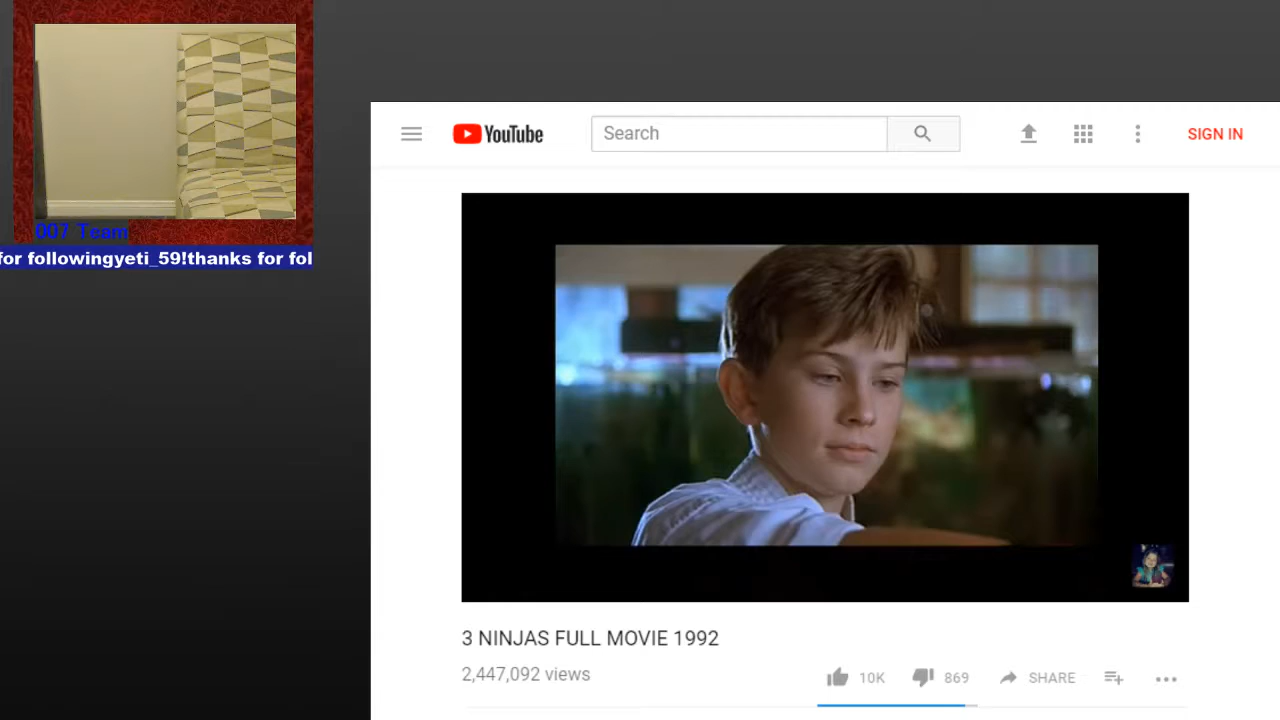 007 Team
for followingyeti_59!thanks for fol
YouTube
Search
SIGN IN
3 NINJAS FULL MOVIE 1992
2,447,092 views
10K
869
SHARE